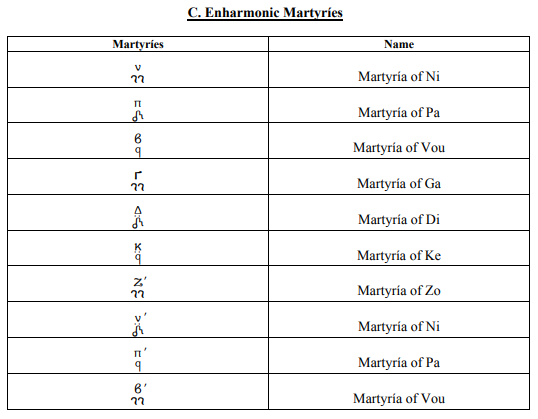 C. Enharmonic Martyríes
Martyríes Name
ν
Martyría of Ni
π
Martyría of Pa
β
q
Martyría of Vou
Γ
Martyría of Ga
Δ
Martyría of Di
κ
q
Martyría of Ke
Ζ′
Martyría of Zo
ν′
Martyría of Ni
π′
q
Martyría of Pa
β′
Martyría of Vou